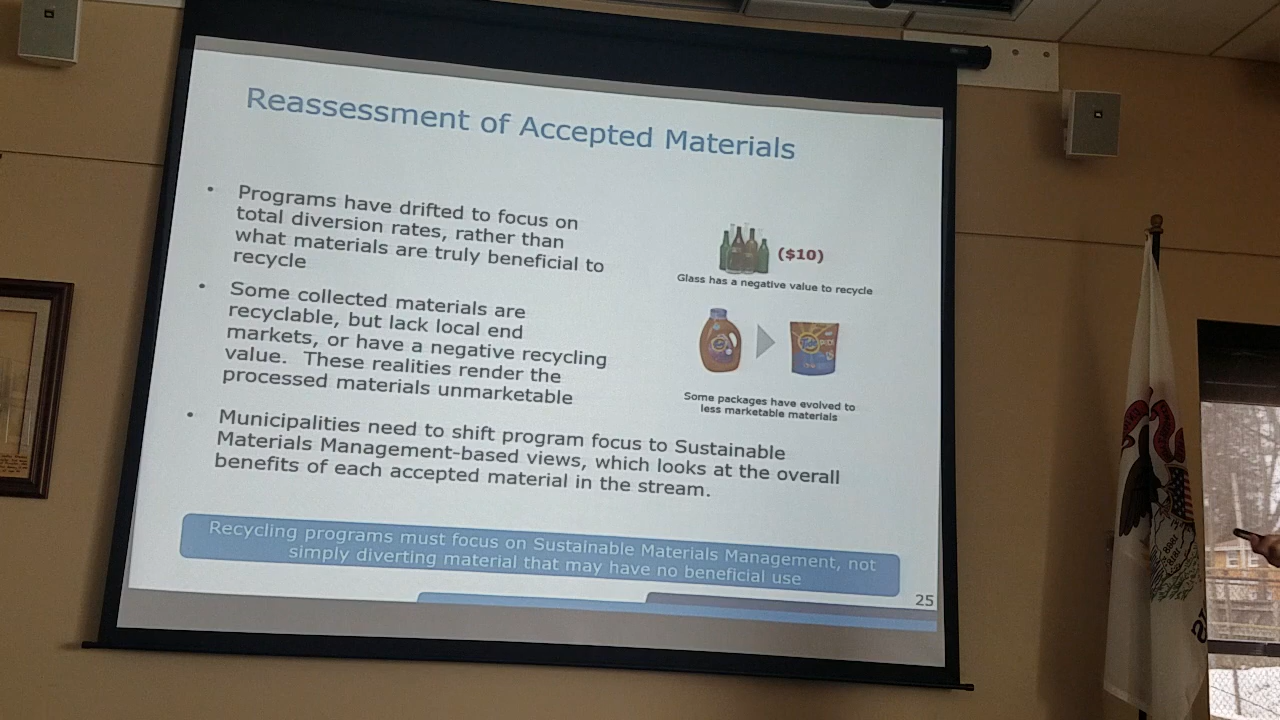 Reassessment of Accepted Materials
• Programs have drifted to focus on
total diversion rates, rather than
what materials are truly beneficial to
recycle
• Some collected materials are
recyclable, but lack local end
markets, or have a negative recycling
value. These realities render the
processed materials unmarketable
• Municipalities need to shift program focus to Sustainable
Materials Management-based views, which looks at the overall
benefits of each accepted material in the stream.
($10)
Glass has a negative value to recycle
Some packages have evolved to
less marketable materials
Recycling programs must focus on Sustainable Materials Management, not
simply diverting material that may have no beneficial use
25